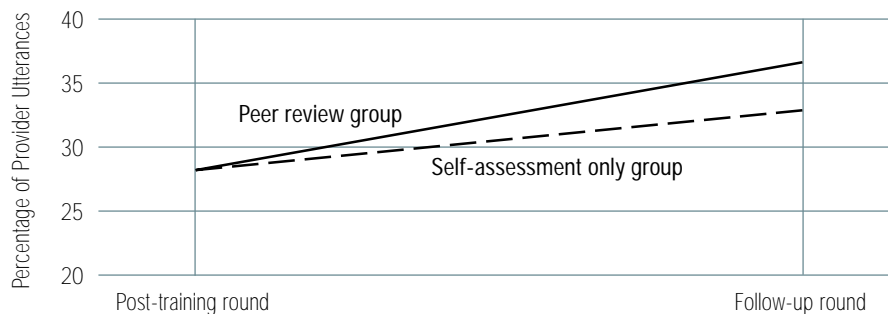 Percentage of Provider Utterances
40
35
30
25
20
Peer review group
Self-assessment only group
Post-training round
Follow-up round